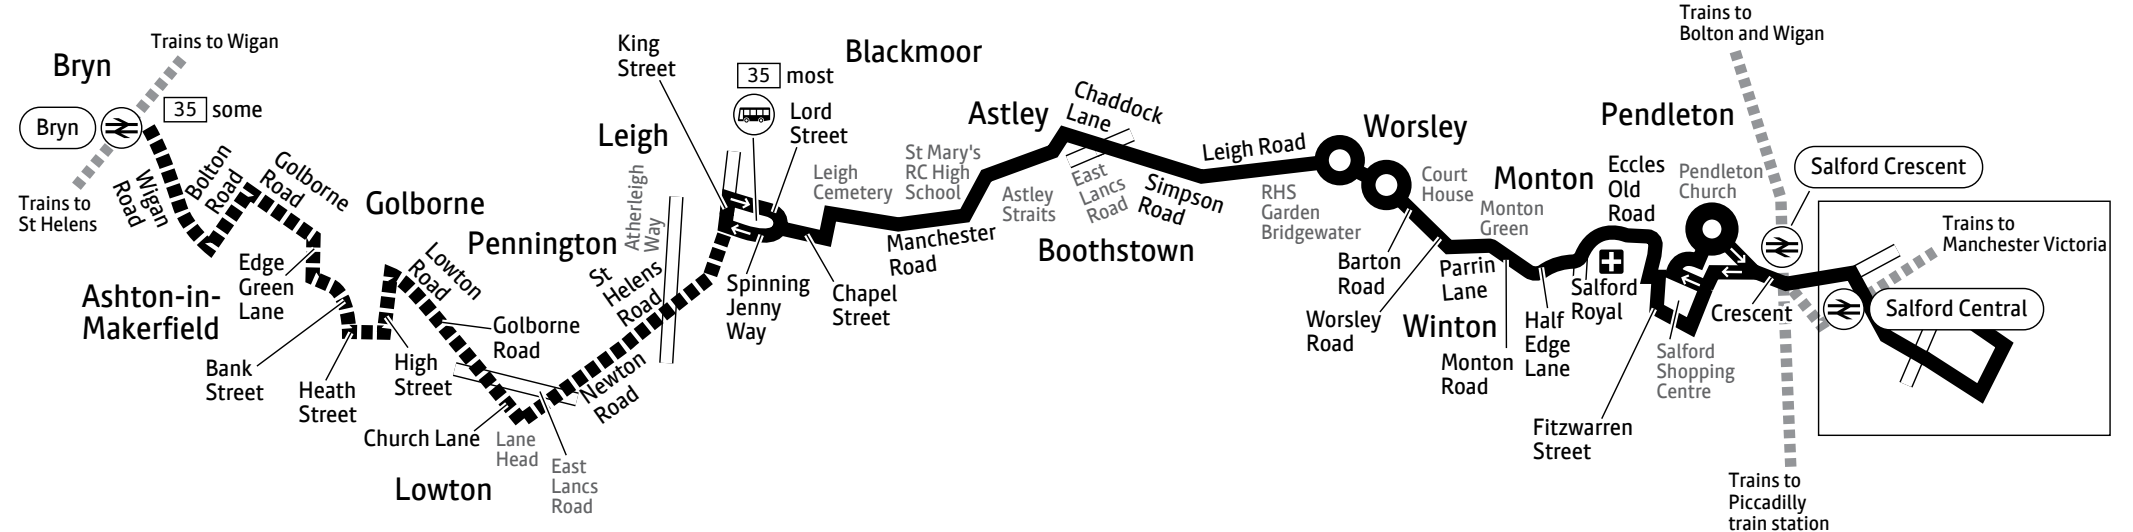 Bryn
Trains to Wigan
Bryn
35 some
Trains to
St Helens
Wigan
Road
Bolton
Road
Golborne
Road
Ashton-in-
Makerfield
Edge
Green
Lane
Bank
Street
Heath
Street
High
Street
Golborne
Lowton
Road
Golborne
Road
Church Lane
Lane
Head
Lowton
East
Lancs
Road
Newton
Road
Pennington
St
Helens
Road
Atherleigh
Way
Leigh
King
Street
35 most
Lord
Street
Spinning
Jenny
Way
Chapel
Street
Leigh
Cemetery
Blackmoor
Manchester
Road
St Mary's
RC High
School
Astley
Astley
Straits
Chaddock
Lane
East
Lancs
Road
Boothstown
Simpson
Road
Leigh Road
RHS
Garden
Bridgewater
Worsley
Court
House
Barton
Road
Worsley
Road
Parrin
Lane
Winton
Monton
Monton
Green
Monton
Road
Half
Edge
Lane
Eccles
Old
Road
Salford
Royal
Pendleton
Pendleton
Church
Fitzwarren
Street
Salford
Shopping
Centre
Crescent
Trains to
Bolton and Wigan
Salford Crescent
Trains to
Manchester Victoria
Salford Central
Trains to
Piccadilly
train station